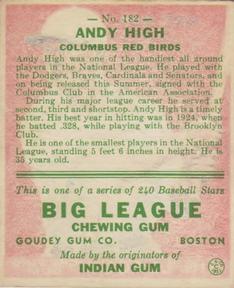 — No. 182 —
ANDY HIGH
COLUMBUS RED BIRDS
Andy High was one of the handiest all around
players in the National League. He played with
the Dodgers, Braves, Cardinals and Senators, and
on being released this Summer, signed with the
Columbus Club in the American Association.
During his major league career he served at
second, third and shortstop. Andy High is a timely
batter. His best year in hitting was in 1924, when
he batted .328, while playing with the Brooklyn
Club.
He is one of the smallest players in the National
League, standing 5 feet 6 inches in height. He is
35 years old.
This is one of a series of 240 Baseball Stars
BIG LEAGUE
CHEWING GUM
GOUDEY GUM CO. BOSTON
Made by the originators of
INDIAN GUM